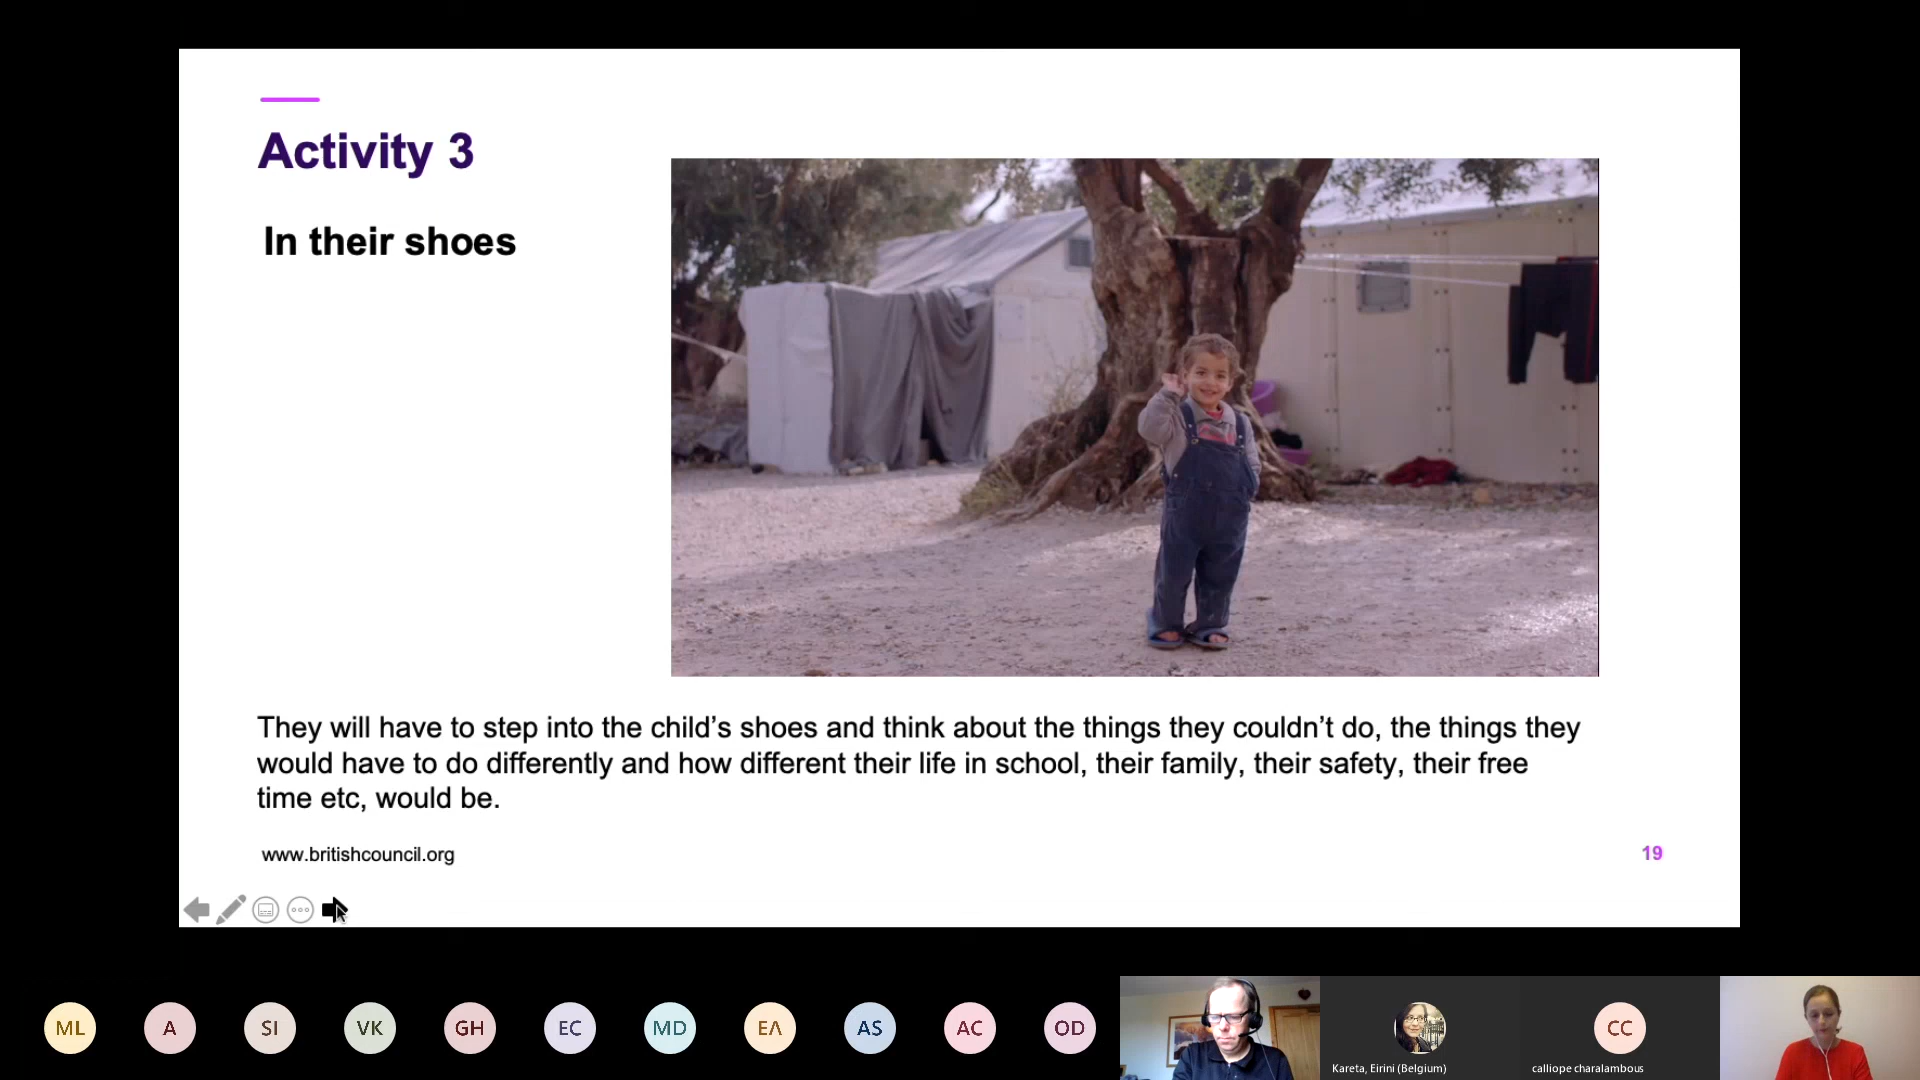 Activity 3
In their shoes
They will have to step into the child’s shoes and think about the things they couldn’t do, the things they
would have to do differently and how different their life in school, their family, their safety, their free
time etc, would be.
www.britishcouncil.org
19
ML
A
SI
VK
GH
EC
MD
EΛ
AS
AC
OD
Kareta, Eirini (Belgium)
CC
calliope charalambous